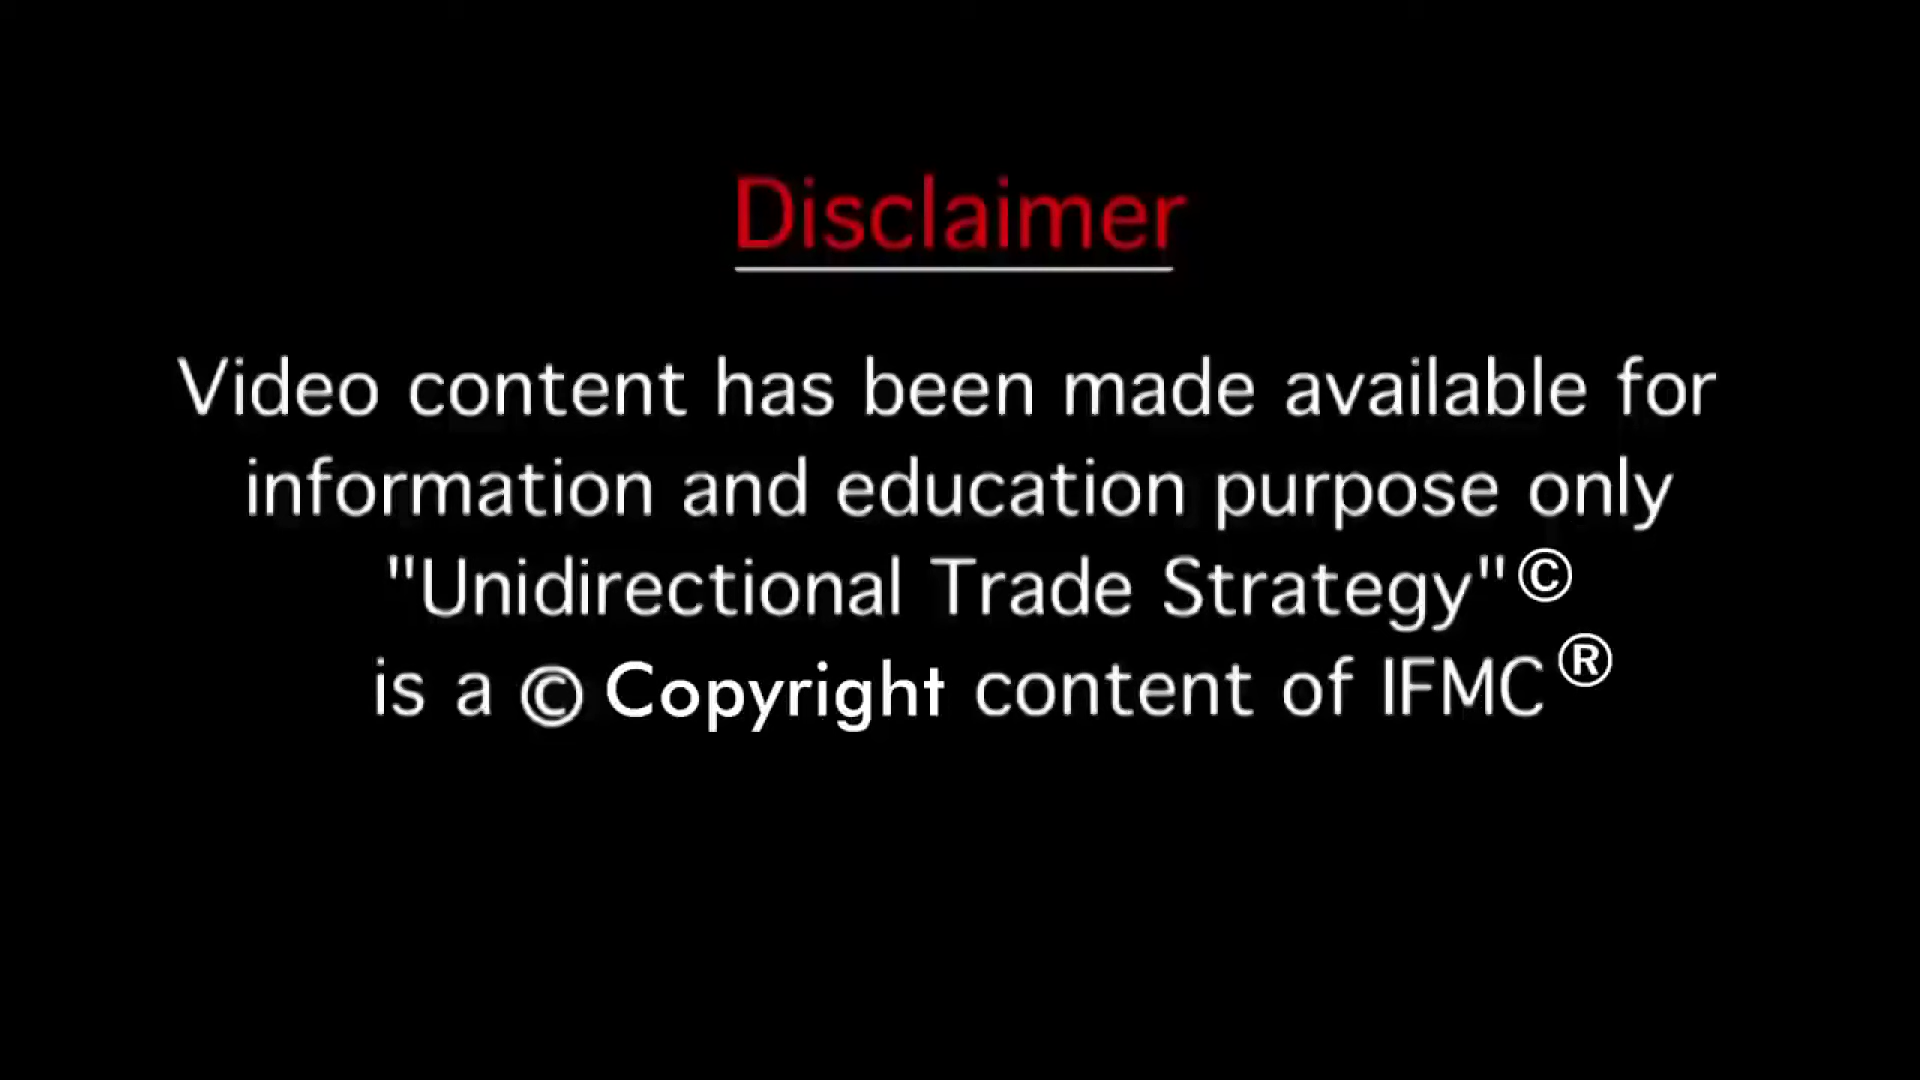 Disclaimer
Video content has been made available for
information and education purpose only
"Unidirectional Trade Strategy"©
is a © Copyright content of IFMC®